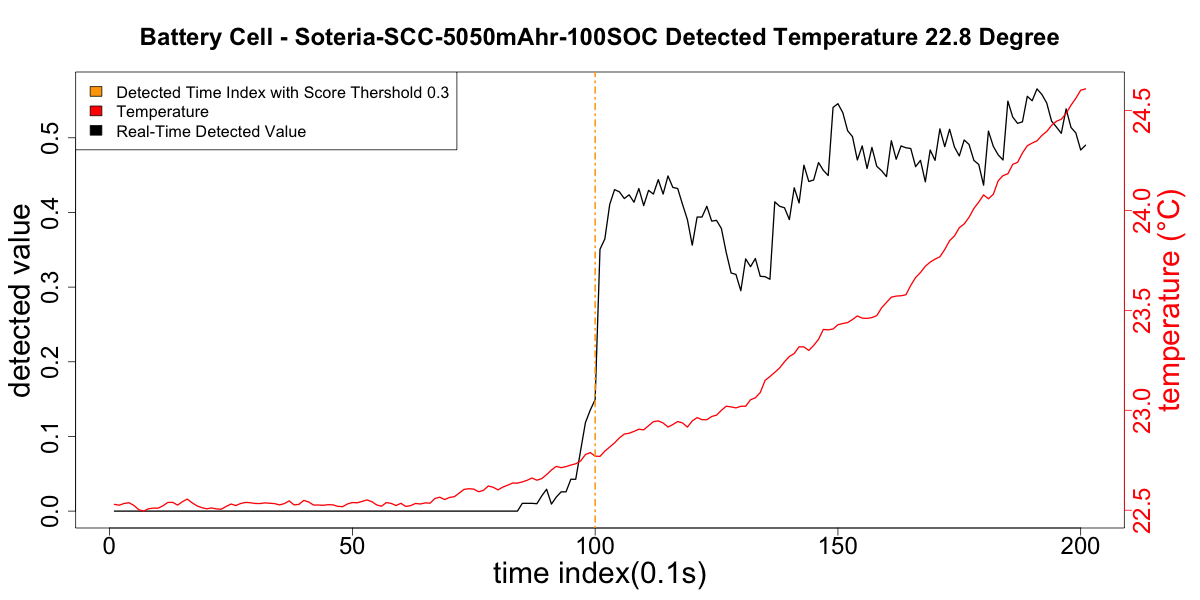 Battery Cell - Soteria-SCC-5050mAhr-100SOC Detected Temperature 22.8 Degree
Detected Time Index with Score Thershold 0.3
Temperature
Real-Time Detected Value
detected value
0.0
0.1
0.2
0.3
0.4
0.5
temperature (°C)
22.5
23.0
23.5
24.0
24.5
0
50
100
150
200
time index(0.1s)